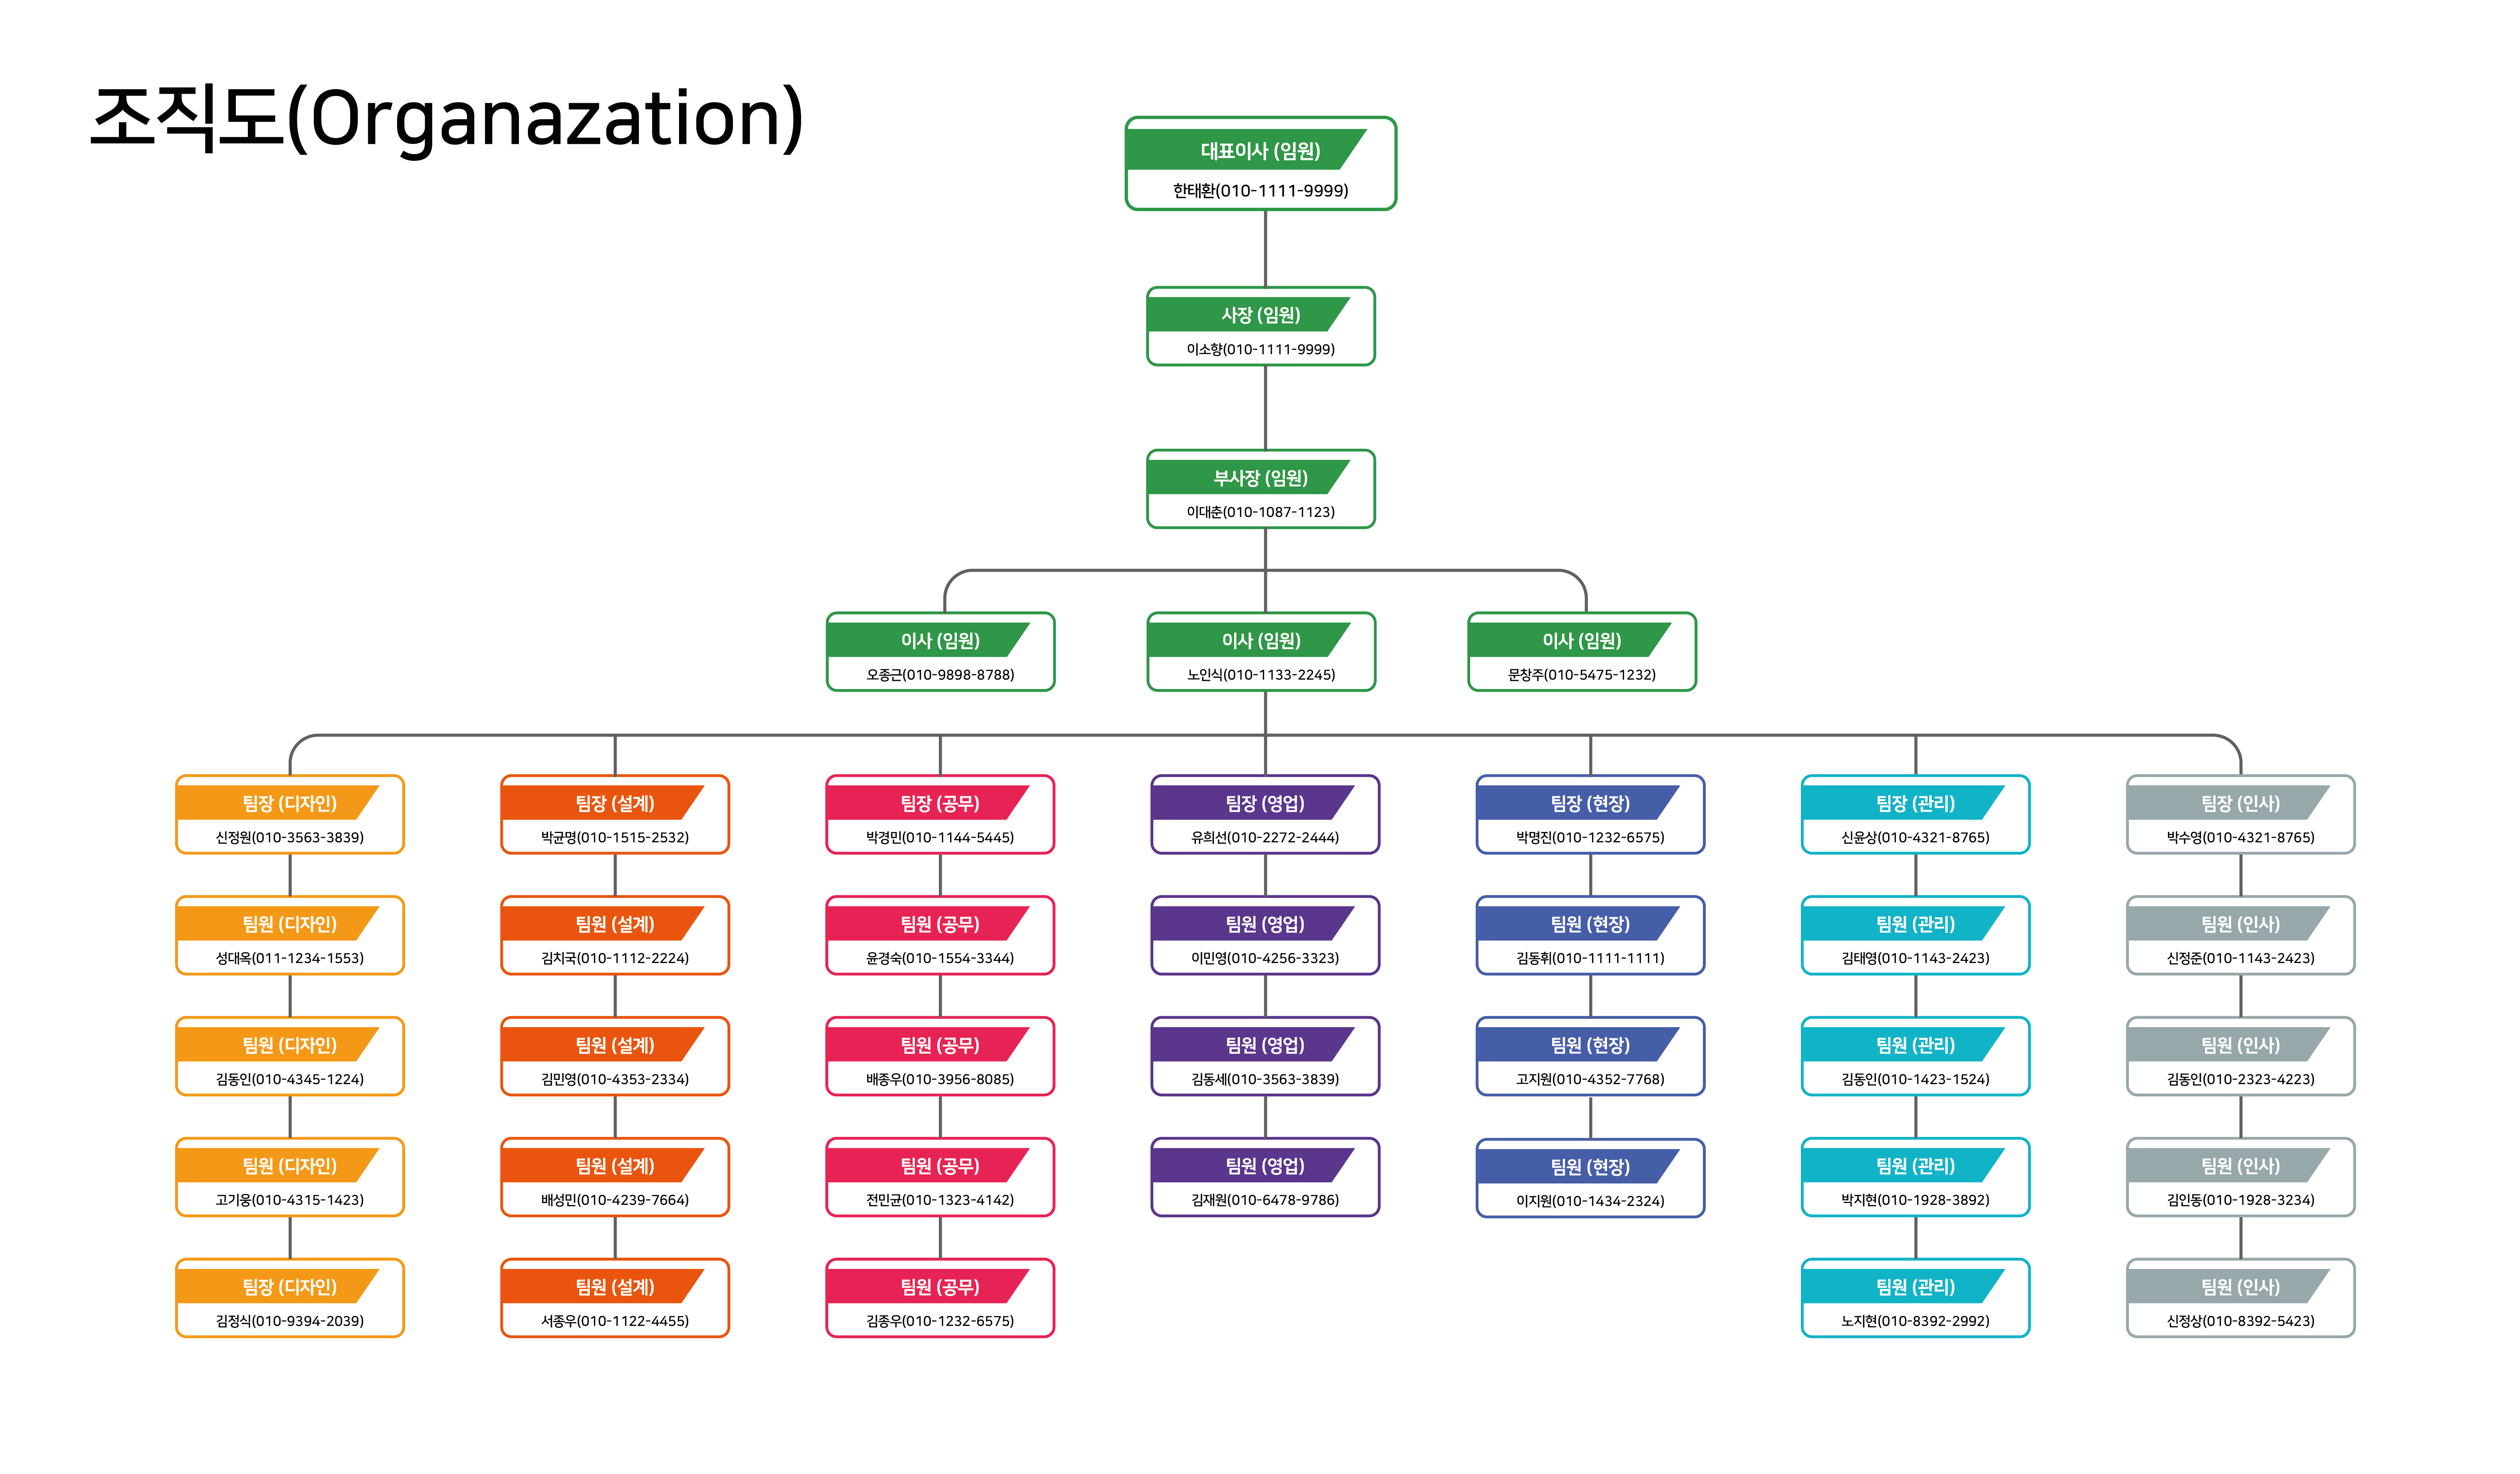 조직도(Organazation)
대표이사 (임원)
한태환(010-1111-9999)
사장 (임원)
이소향(010-1111-9999)
부사장 (임원)
이대춘(010-1087-1123)
이사 (임원)
오종근(010-9898-8788)
이사 (임원)
노인식(010-1133-2245)
이사 (임원)
문창주(010-5475-1232)
팀장 (디자인)
신정원(010-3563-3839)
팀장 (설계)
박균명(010-1515-2532)
팀장 (공무)
박경민(010-1144-5445)
팀장 (영업)
유희선(010-2272-2444)
팀장 (현장)
박명진(010-1232-6575)
팀장 (관리)
신윤상(010-4321-8765)
팀장 (인사)
박수영(010-4321-8765)
팀원 (디자인)
성대옥(011-1234-1553)
팀원 (설계)
김치국(010-1112-2224)
팀원 (공무)
윤경숙(010-1554-3344)
팀원 (영업)
이민영(010-4256-3323)
팀원 (현장)
김동휘(010-1111-1111)
팀원 (관리)
김태영(010-1143-2423)
팀원 (인사)
신정준(010-1143-2423)
팀원 (디자인)
김동인(010-4345-1224)
팀원 (설계)
김민영(010-4353-2334)
팀원 (공무)
배종우(010-3956-8085)
팀원 (영업)
김동세(010-3563-3839)
팀원 (현장)
고지원(010-4352-7768)
팀원 (관리)
김동인(010-1423-1524)
팀원 (인사)
김동인(010-2323-4223)
팀원 (디자인)
고기웅(010-4315-1423)
팀원 (설계)
배성민(010-4239-7664)
팀원 (공무)
전민균(010-1323-4142)
팀원 (영업)
김재원(010-6478-9786)
팀원 (현장)
이지원(010-1434-2324)
팀원 (관리)
박지현(010-1928-3892)
팀원 (인사)
김인동(010-1928-3234)
팀장 (디자인)
김정식(010-9394-2039)
팀원 (설계)
서종우(010-1122-4455)
팀원 (공무)
김종우(010-1232-6575)
팀원 (관리)
노지현(010-8392-2992)
팀원 (인사)
신정상(010-8392-5423)